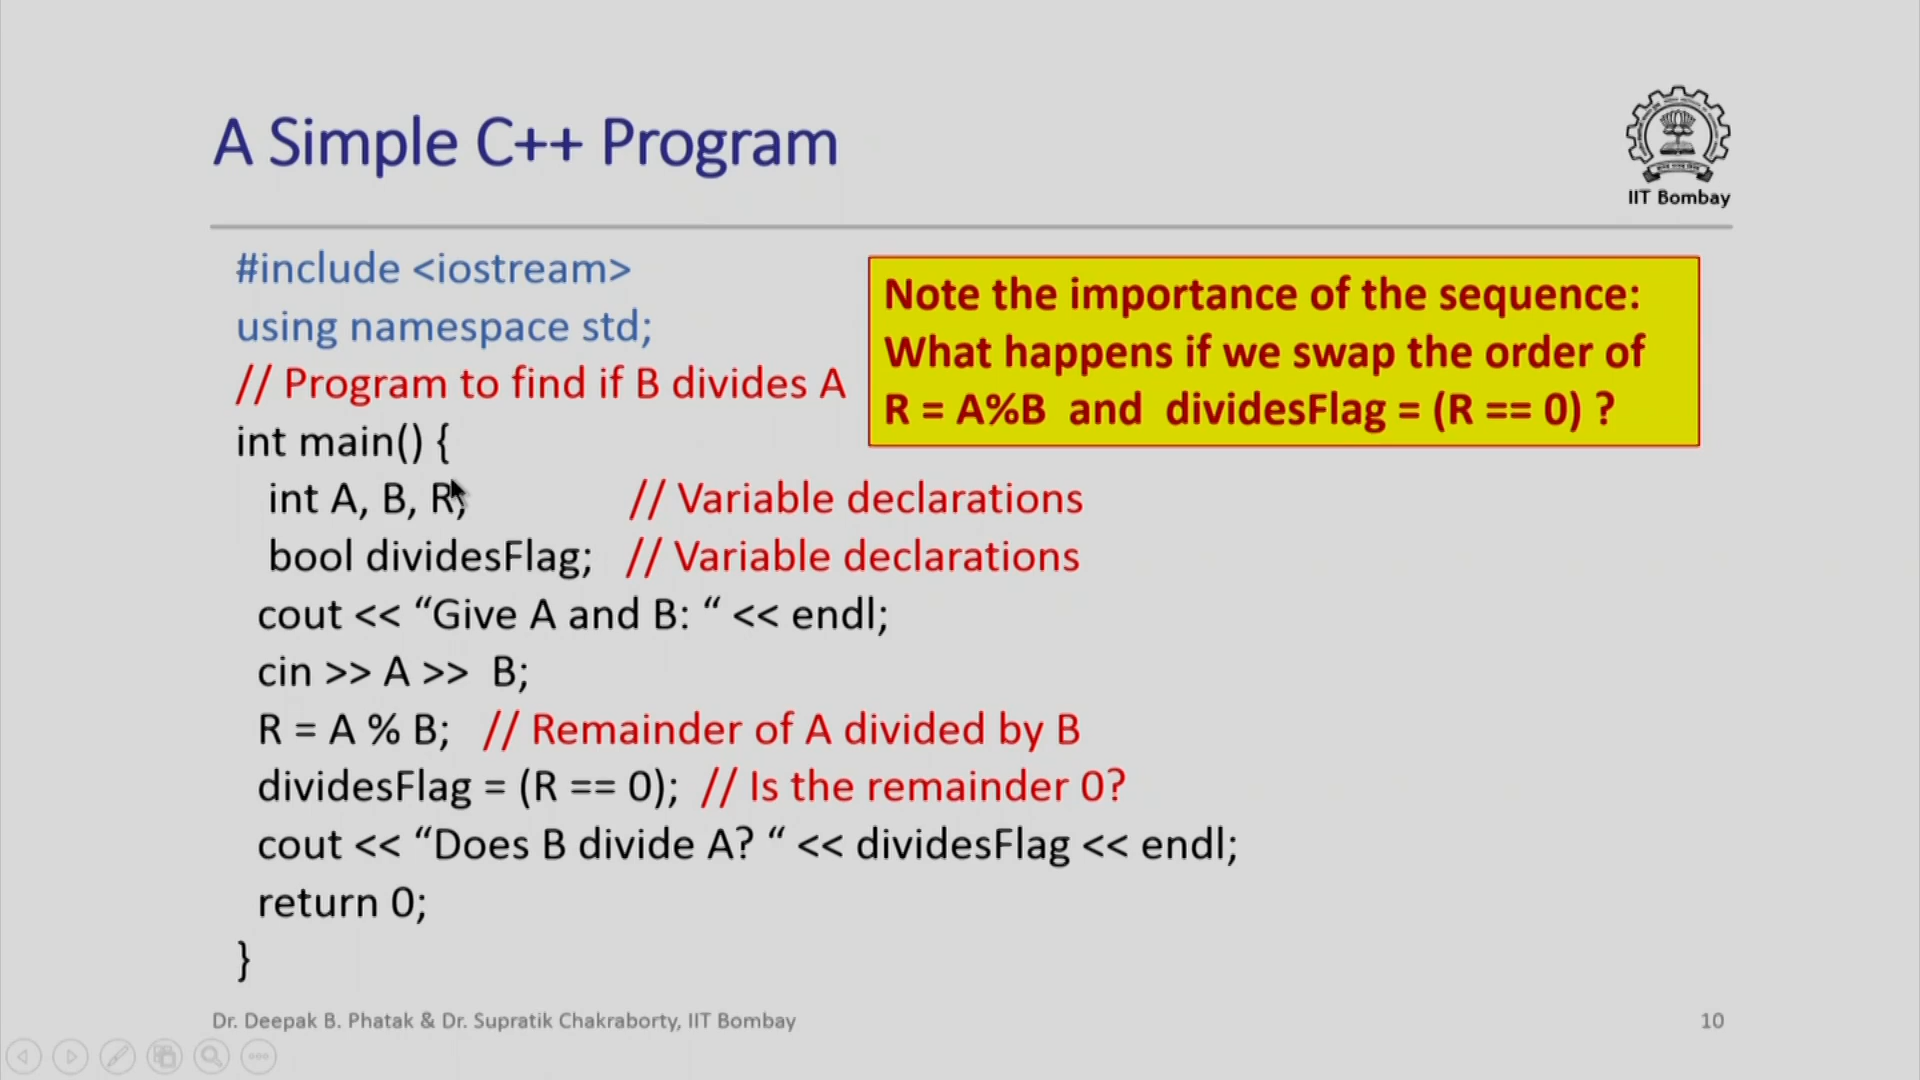 A Simple C++ Program
IIT Bombay
#include <iostream>
using namespace std;
// Program to find if B divides A
int main() {
int A, B, R; // Variable declarations
bool dividesFlag; // Variable declarations
cout << “Give A and B: “ << endl;
cin >> A >> B;
R = A % B; // Remainder of A divided by B
dividesFlag = (R == 0); // Is the remainder 0?
cout << “Does B divide A? “ << dividesFlag << endl;
return 0;
}
Note the importance of the sequence:
What happens if we swap the order of
R = A%B and dividesFlag = (R == 0) ?
Dr. Deepak B. Phatak & Dr. Supratik Chakraborty, IIT Bombay
10